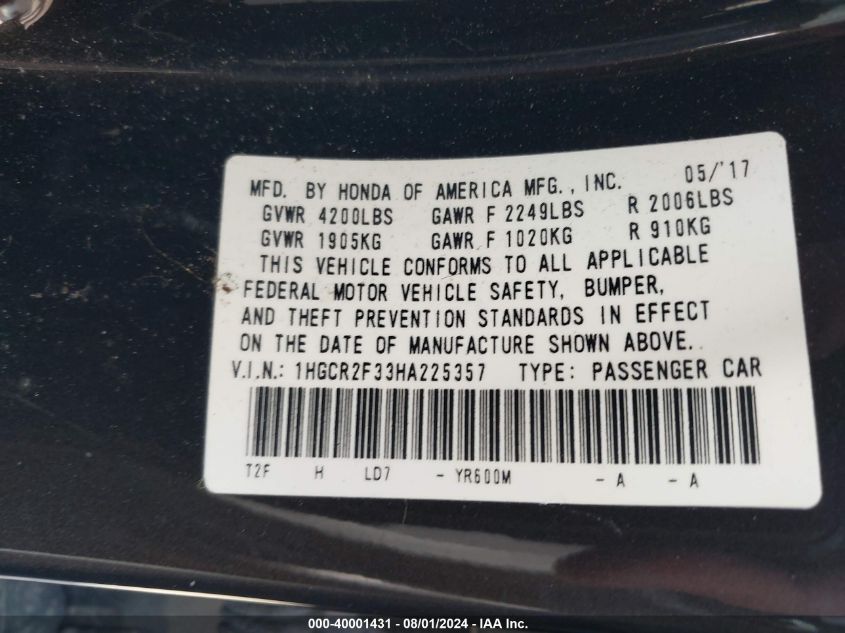 MFD. BY HONDA OF AMERICA MFG., INC. 05/'17
GVWR 4200LBS GAWR F 2249LBS R 2006LBS
GVWR 1905KG GAWR F 1020KG R 910KG
THIS VEHICLE CONFORMS TO ALL APPLICABLE
FEDERAL MOTOR VEHICLE SAFETY, BUMPER,
AND THEFT PREVENTION STANDARDS IN EFFECT
ON THE DATE OF MANUFACTURE SHOWN ABOVE.
V.I.N.: 1HGCR2F33HA225357 TYPE: PASSENGER CAR
T2F H LD7 - YR600M - A - A
000-40001431 - 08/01/2024 - IAA Inc.